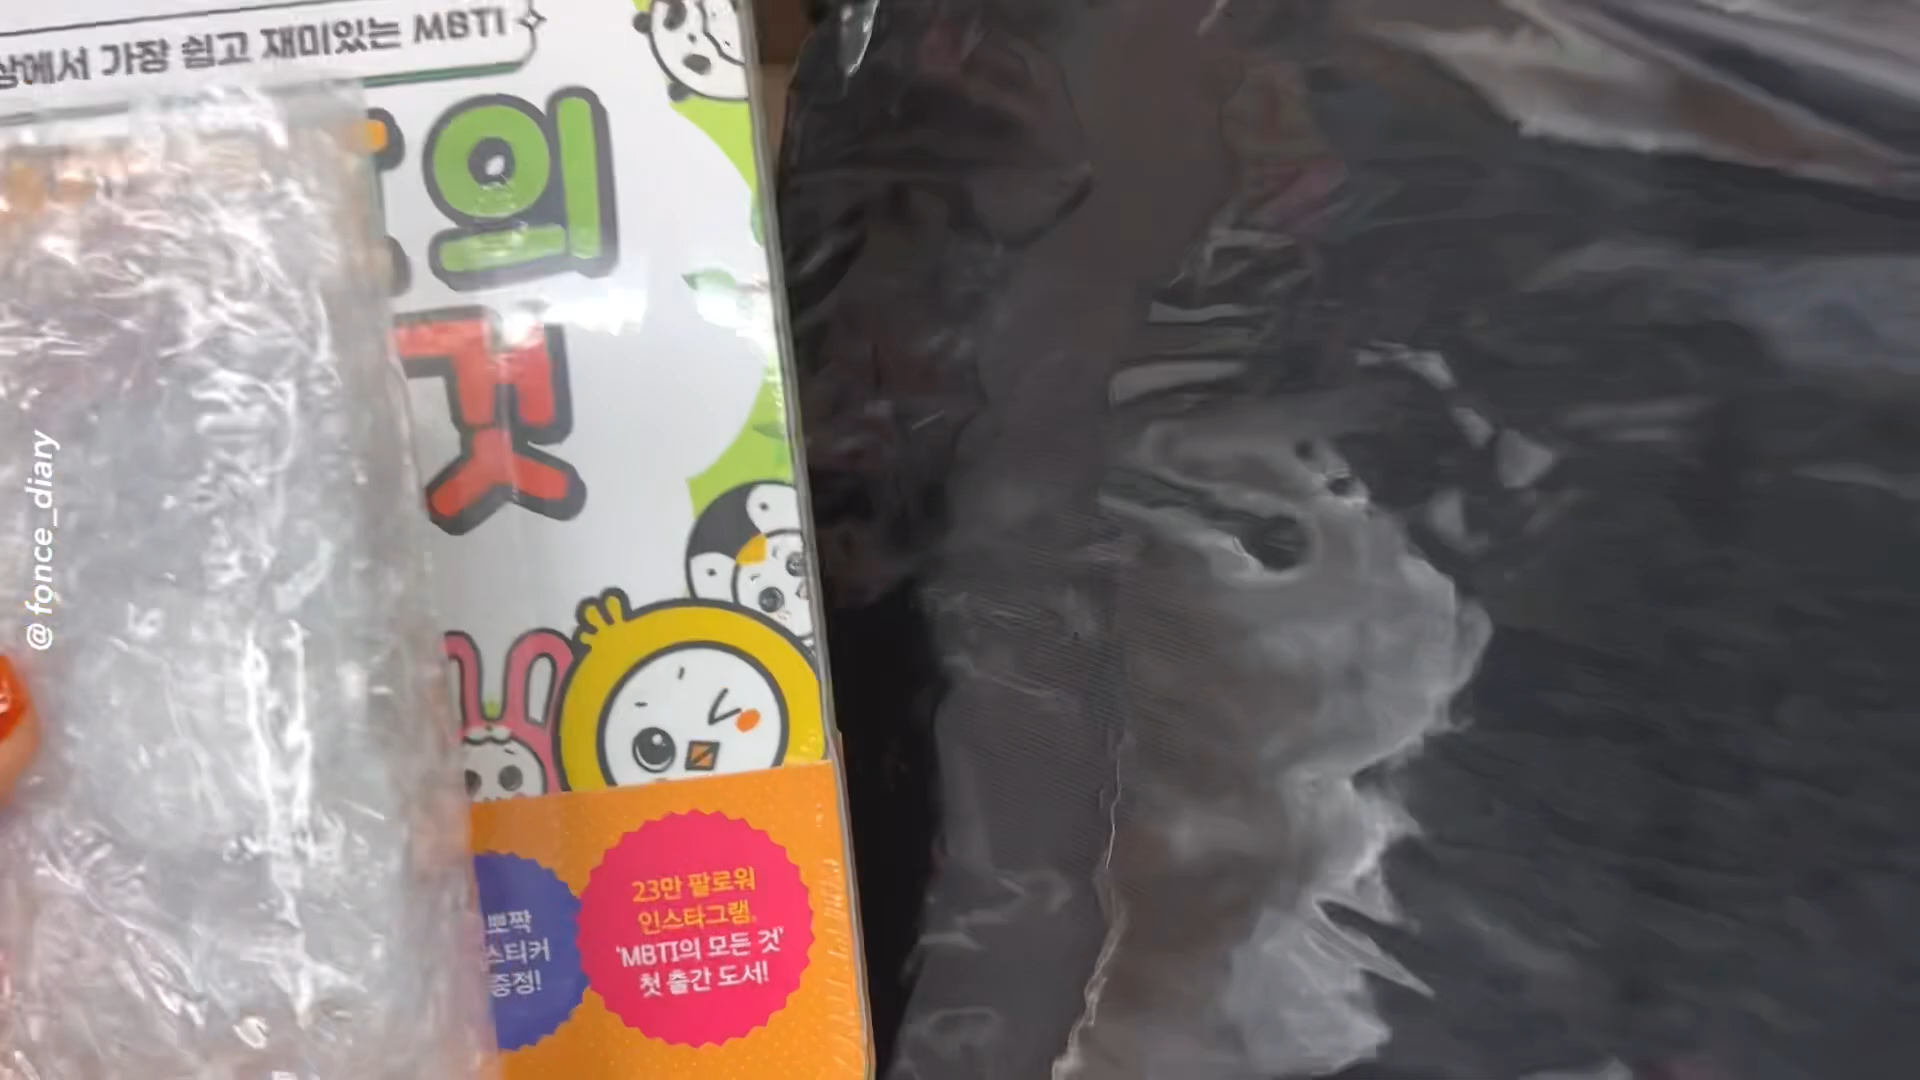 상에서 가장 쉽고 재미있는 MBTI
의
것
뽀짝
스티커
증정!
23만 팔로워
인스타그램,
'MBTI의 모든 것'
첫 출간 도서!
@fonce_diary